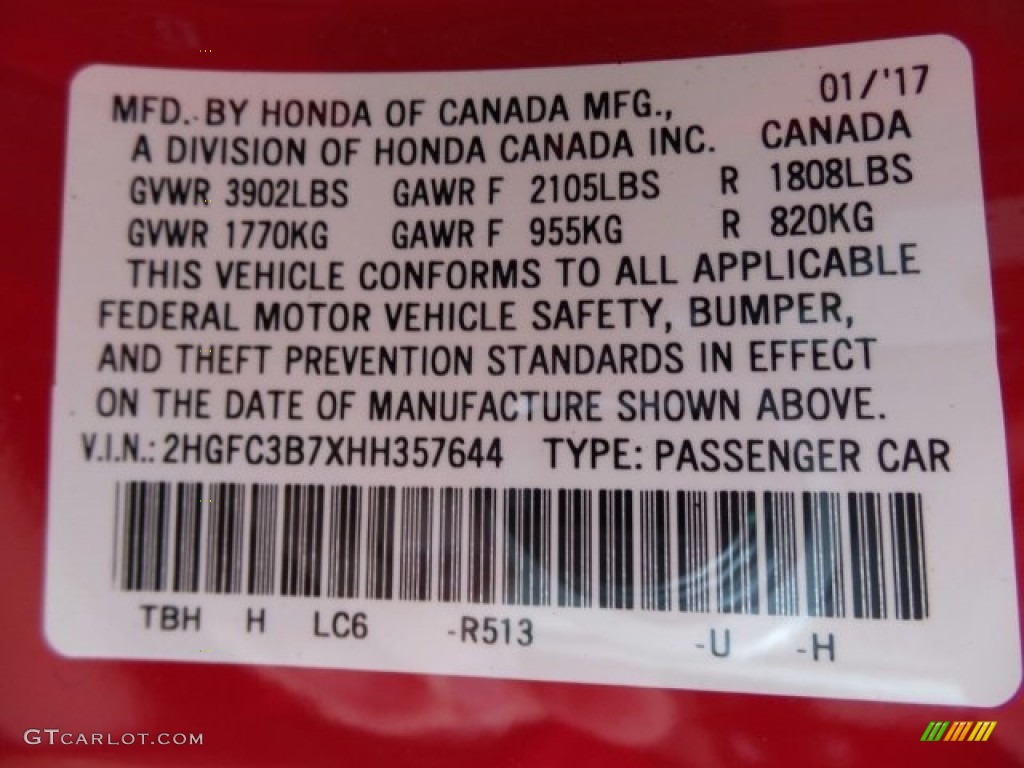 01/'17
MFD. BY HONDA OF CANADA MFG.,
A DIVISION OF HONDA CANADA INC. CANADA
GVWR 3902LBS GAWR F 2105LBS R 1808LBS
GVWR 1770KG GAWR F 955KG R 820KG
THIS VEHICLE CONFORMS TO ALL APPLICABLE
FEDERAL MOTOR VEHICLE SAFETY, BUMPER,
AND THEFT PREVENTION STANDARDS IN EFFECT
ON THE DATE OF MANUFACTURE SHOWN ABOVE.
V.I.N.: 2HGFC3B7XHH357644 TYPE: PASSENGER CAR
TBH H LC6 -R513 -U -H
GTCARLOT.COM